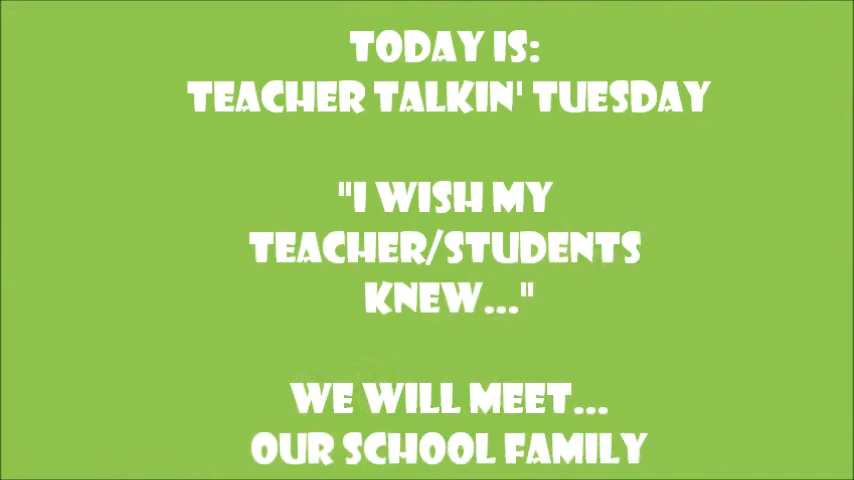 TODAY IS:
TEACHER TALKIN' TUESDAY
"I WISH MY
TEACHER/STUDENTS
KNEW..."
WE WILL MEET...
OUR SCHOOL FAMILY